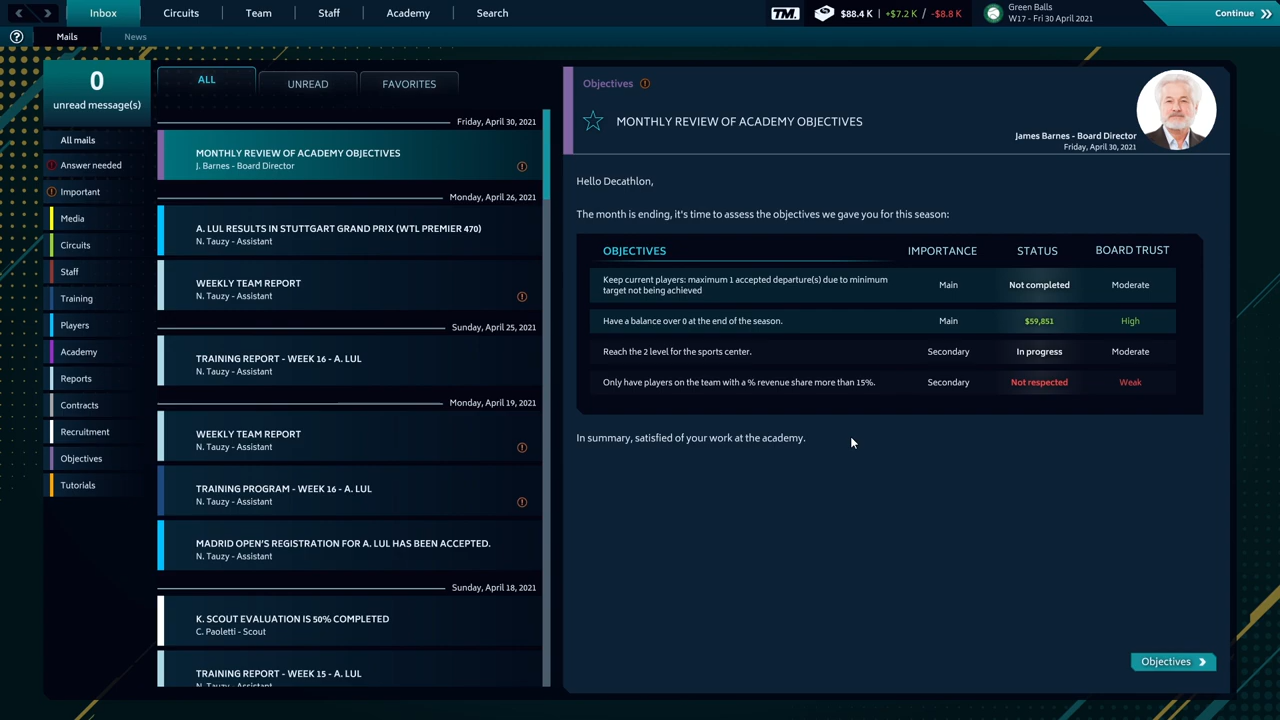 Inbox
Circuits
Team
Staff
Academy
Search
TM.
$88.4 K | +$7.2 K / -$8.8 K
Green Balls
W17 - Fri 30 April 2021
Continue
Mails
News
0
unread message(s)
All mails
Answer needed
Important
Media
Circuits
Staff
Training
Players
Academy
Reports
Contracts
Recruitment
Objectives
Tutorials
ALL
UNREAD
FAVORITES
Friday, April 30, 2021
MONTHLY REVIEW OF ACADEMY OBJECTIVES
J. Barnes - Board Director
Monday, April 26, 2021
A. LUL RESULTS IN STUTTGART GRAND PRIX (WTL PREMIER 470)
N. Tauzy - Assistant
WEEKLY TEAM REPORT
N. Tauzy - Assistant
Sunday, April 25, 2021
TRAINING REPORT - WEEK 16 - A. LUL
N. Tauzy - Assistant
Monday, April 19, 2021
WEEKLY TEAM REPORT
N. Tauzy - Assistant
TRAINING PROGRAM - WEEK 16 - A. LUL
N. Tauzy - Assistant
MADRID OPEN'S REGISTRATION FOR A. LUL HAS BEEN ACCEPTED.
N. Tauzy - Assistant
Sunday, April 18, 2021
K. SCOUT EVALUATION IS 50% COMPLETED
C. Paoletti - Scout
TRAINING REPORT - WEEK 15 - A. LUL
N. Tauzy - Assistant
Objectives
MONTHLY REVIEW OF ACADEMY OBJECTIVES
James Barnes - Board Director
Friday, April 30, 2021
Hello Decathlon,
The month is ending, it's time to assess the objectives we gave you for this season:
OBJECTIVES IMPORTANCE STATUS BOARD TRUST
Keep current players: maximum 1 accepted departure(s) due to minimum
target not being achieved
Main Not completed Moderate
Have a balance over 0 at the end of the season. Main $59,851 High
Reach the 2 level for the sports center. Secondary In progress Moderate
Only have players on the team with a % revenue share more than 15%. Secondary Not respected Weak
In summary, satisfied of your work at the academy.
Objectives